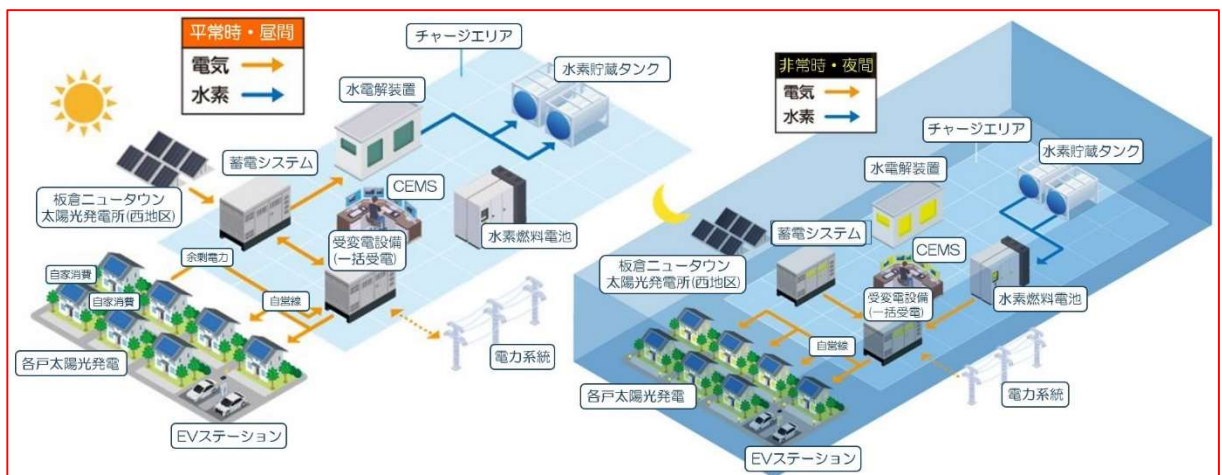 平常時・昼間
電気
水素
チャージエリア
水素貯蔵タンク
水電解装置
蓄電システム
板倉ニュータウン
太陽光発電所(西地区)
CEMS
水素燃料電池
受変電設備
(一括受電)
余剰電力
自家消費
自家消費
自営線
各戸太陽光発電
電力系統
EVステーション
非常時・夜間
電気
水素
チャージエリア
水素貯蔵タンク
水電解装置
蓄電システム
板倉ニュータウン
太陽光発電所(西地区)
CEMS
水素燃料電池
受変電設備
(一括受電)
自営線
各戸太陽光発電
電力系統
EVステーション